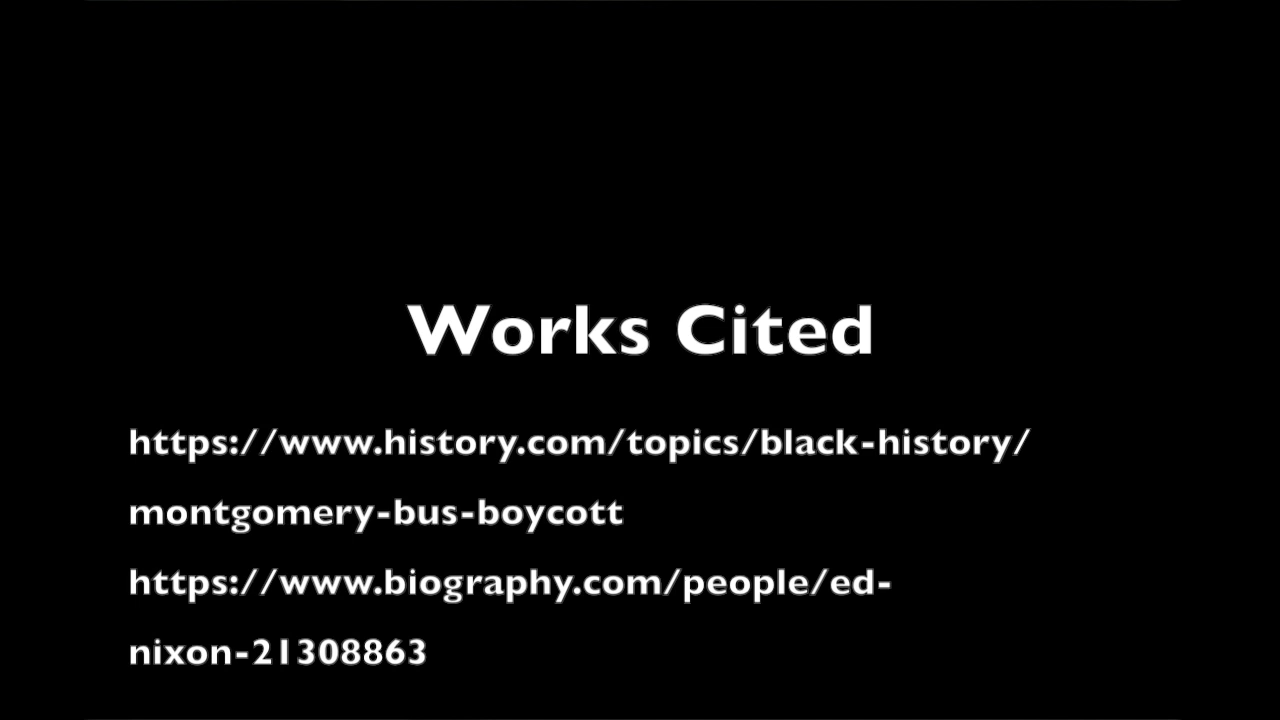 Works Cited
https://www.history.com/topics/black-history/
montgomery-bus-boycott
https://www.biography.com/people/ed-
nixon-21308863